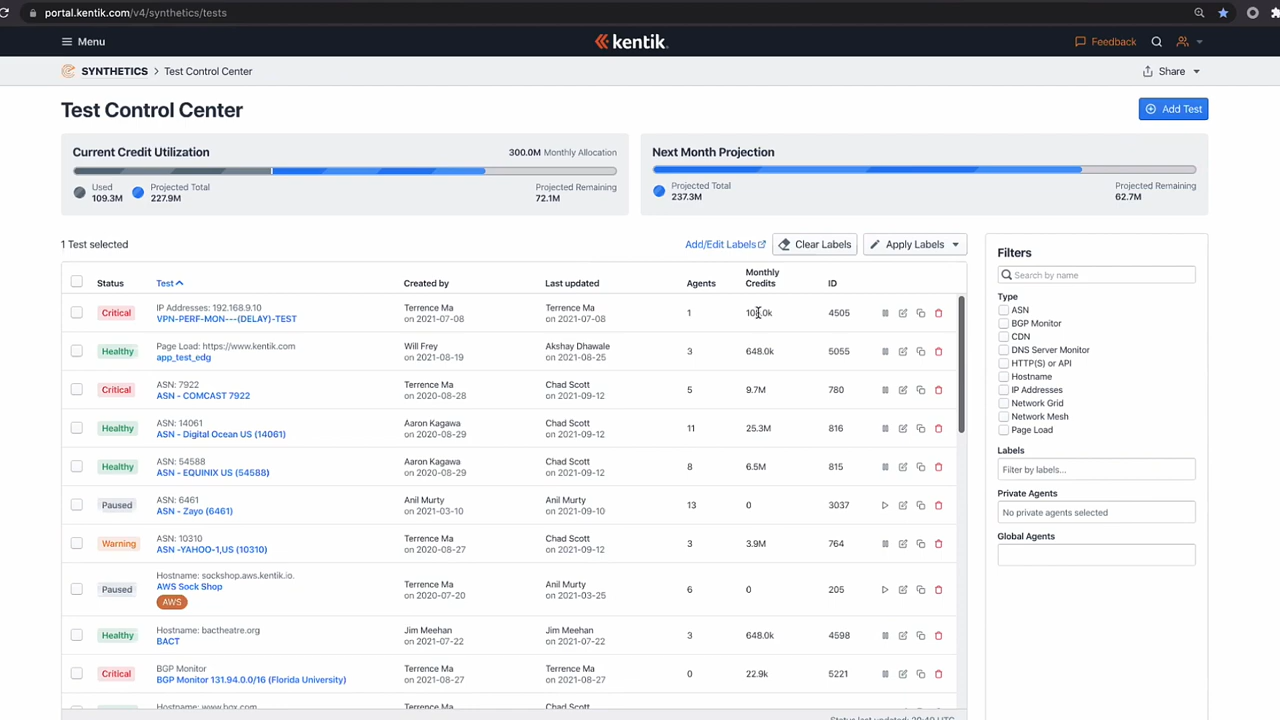 portal.kentik.com/v4/synthetics/tests
Menu
kentik.
Feedback
SYNTHETICS > Test Control Center
Share
Test Control Center
Add Test
Current Credit Utilization
300.0M Monthly Allocation
Used
109.3M
Projected Total
227.9M
Projected Remaining
72.1M
Next Month Projection
Projected Total
237.3M
Projected Remaining
62.7M
1 Test selected
Add/Edit Labels
Clear Labels
Apply Labels
Status
Test
Created by
Last updated
Agents
Monthly
Credits
ID
Critical
IP Addresses: 192.168.9.10
VPN-PERF-MON---(DELAY)-TEST
Terrence Ma
on 2021-07-08
Terrence Ma
on 2021-07-08
1
4505
Healthy
Page Load: https://www.kentik.com
app_test_edg
Will Frey
on 2021-08-19
Akshay Dhawale
on 2021-08-25
3
648.0k
5055
Critical
ASN: 7922
ASN - COMCAST 7922
Terrence Ma
on 2020-08-28
Chad Scott
on 2021-09-12
5
9.7M
780
Healthy
ASN: 14061
ASN - Digital Ocean US (14061)
Aaron Kagawa
on 2020-08-29
Chad Scott
on 2021-09-12
11
25.3M
816
Healthy
ASN: 54588
ASN - EQUINIX US (54588)
Aaron Kagawa
on 2020-08-29
Chad Scott
on 2021-09-12
8
6.5M
815
Paused
ASN: 6461
ASN - Zayo (6461)
Anil Murty
on 2021-03-10
Anil Murty
on 2021-09-10
13
0
3037
Warning
ASN: 10310
ASN -YAHOO-1,US (10310)
Terrence Ma
on 2020-08-27
Chad Scott
on 2021-09-12
3
3.9M
764
Paused
Hostname: sockshop.aws.kentik.io.
AWS Sock Shop
AWS
Terrence Ma
on 2020-07-20
Anil Murty
on 2021-03-25
6
0
205
Healthy
Hostname: bactheatre.org
BACT
Jim Meehan
on 2021-07-22
Jim Meehan
on 2021-07-22
3
648.0k
4598
Critical
BGP Monitor
BGP Monitor 131.94.0.0/16 (Florida University)
Terrence Ma
on 2021-08-27
Terrence Ma
on 2021-08-27
0
22.9k
5221
Hostname: www.box.com
Chad Scott
Status last updated: 20:40 UTC
Filters
Search by name
Type
ASN
BGP Monitor
CDN
DNS Server Monitor
HTTP(S) or API
Hostname
IP Addresses
Network Grid
Network Mesh
Page Load
Labels
Filter by labels...
Private Agents
No private agents selected
Global Agents